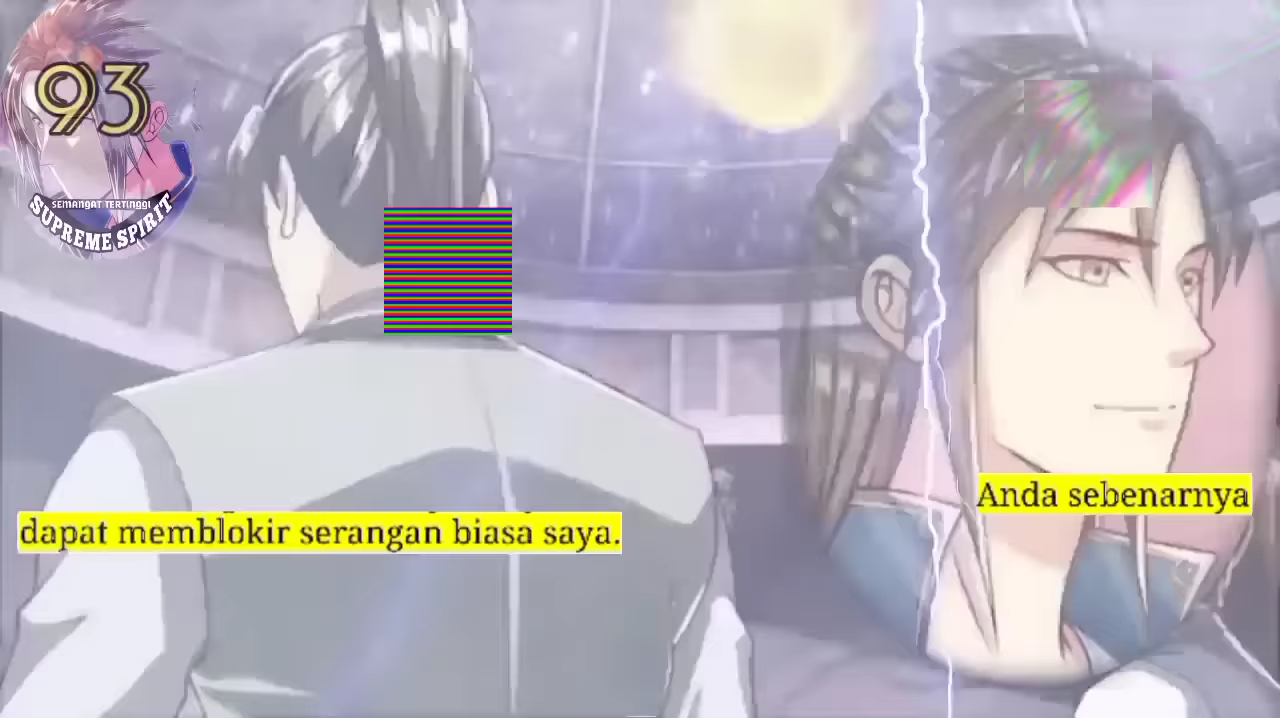 93
SEMANGAT TERTINGGI
SUPREME SPIRIT
Anda sebenarnya
dapat memblokir serangan biasa saya.